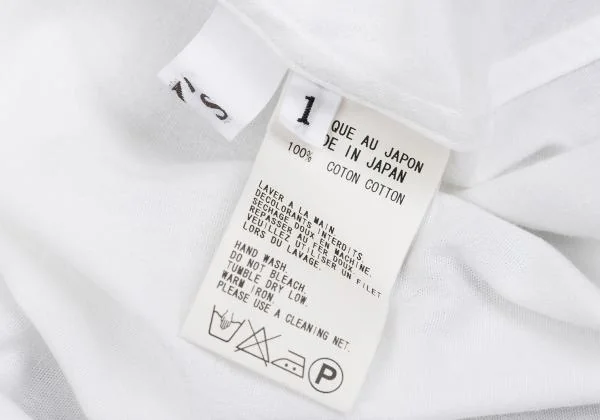 1
QUE AU JAPON
DE IN JAPAN
100% COTON COTTON
LAVER A LA MAIN.
DECOLORANTS INTERDITS.
SECHAGE DOUX EN MACHINE.
REPASSER AU FER DOUX.
VEUILLEZ UTILISER UN FILET
LORS DU LAVAGE.
HAND WASH.
DO NOT BLEACH.
TUMBLE DRY LOW.
WARM IRON.
PLEASE USE A CLEANING NET.
P